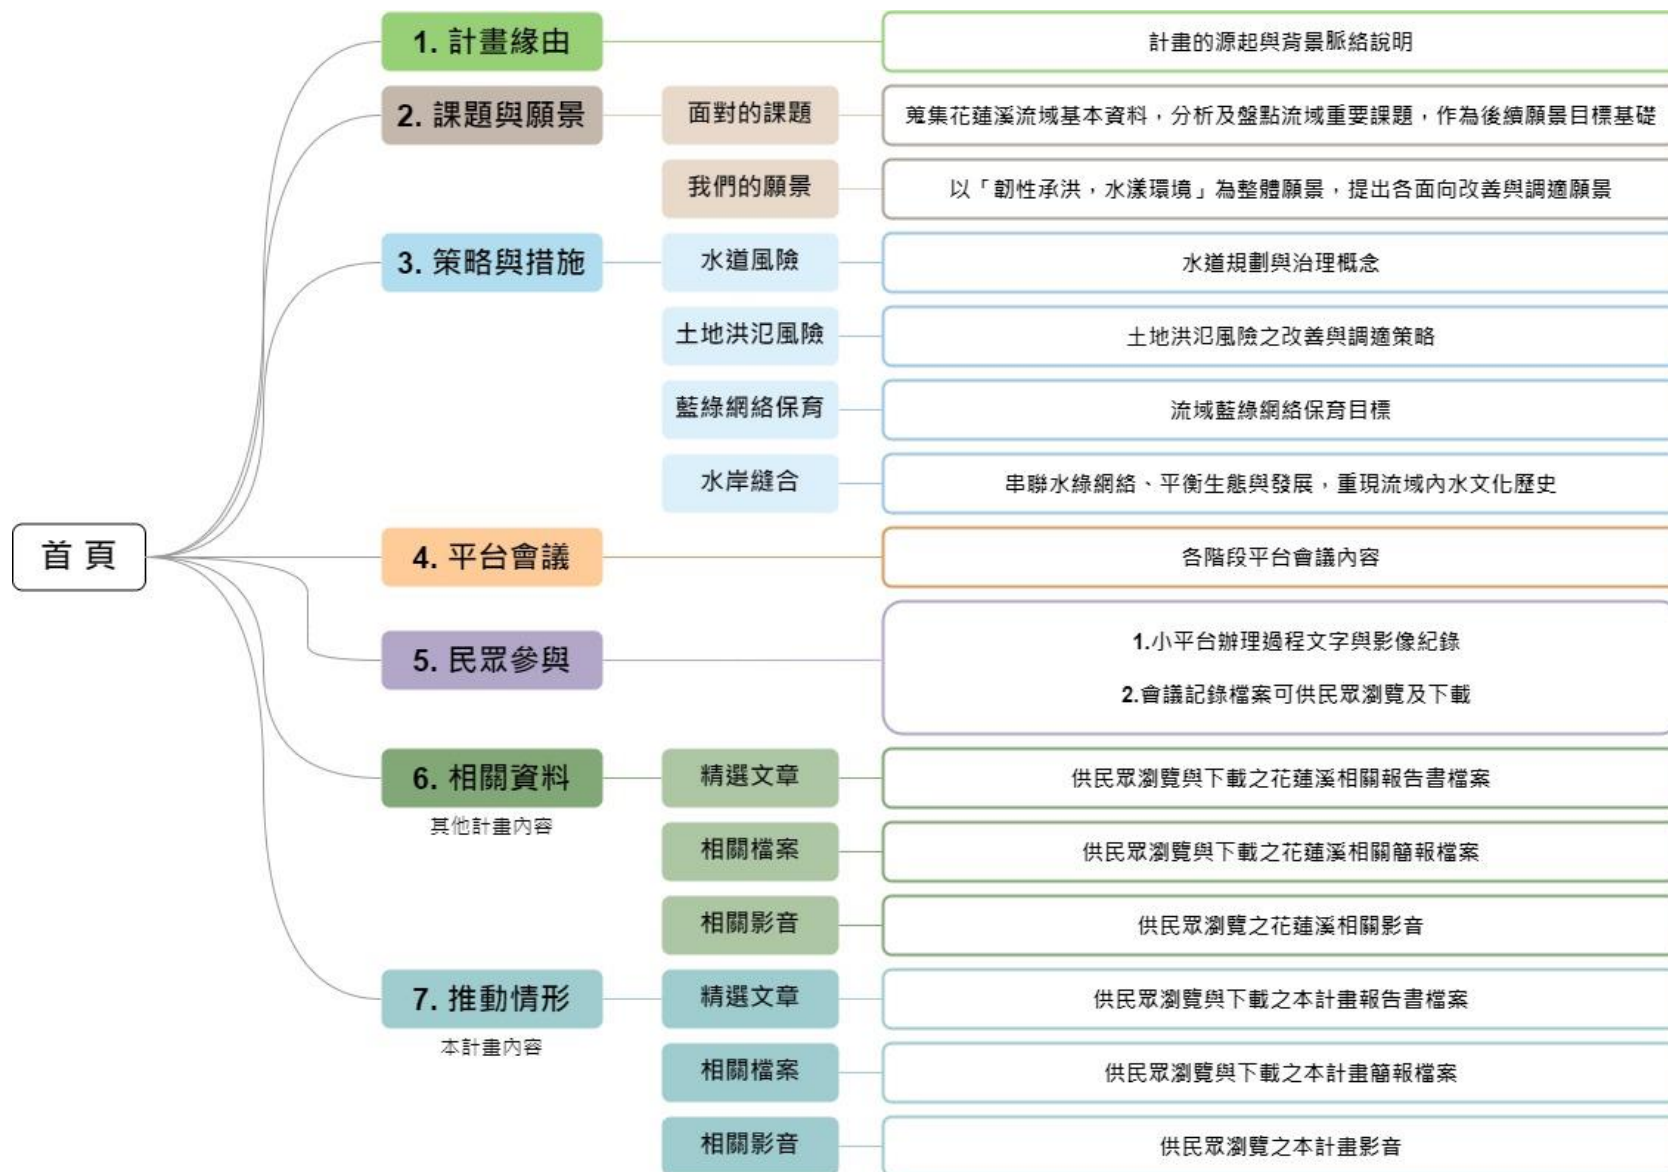 首頁
1. 計畫緣由
計畫的源起與背景脈絡說明
2. 課題與願景
面對的課題
蒐集花蓮溪流域基本資料，分析及盤點流域重要課題，作為後續願景目標基礎
我們的願景
以「韌性承洪，水漾環境」為整體願景，提出各面向改善與調適願景
3. 策略與措施
水道風險
水道規劃與治理概念
土地洪氾風險
土地洪氾風險之改善與調適策略
藍綠網絡保育
流域藍綠網絡保育目標
水岸縫合
串聯水綠網絡、平衡生態與發展，重現流域內水文化歷史
4. 平台會議
各階段平台會議內容
5. 民眾參與
1.小平台辦理過程文字與影像紀錄
2.會議記錄檔案可供民眾瀏覽及下載
6. 相關資料
其他計畫內容
精選文章
供民眾瀏覽與下載之花蓮溪相關報告書檔案
相關檔案
供民眾瀏覽與下載之花蓮溪相關簡報檔案
相關影音
供民眾瀏覽之花蓮溪相關影音
7. 推動情形
本計畫內容
精選文章
供民眾瀏覽與下載之本計畫報告書檔案
相關檔案
供民眾瀏覽與下載之本計畫簡報檔案
相關影音
供民眾瀏覽之本計畫影音